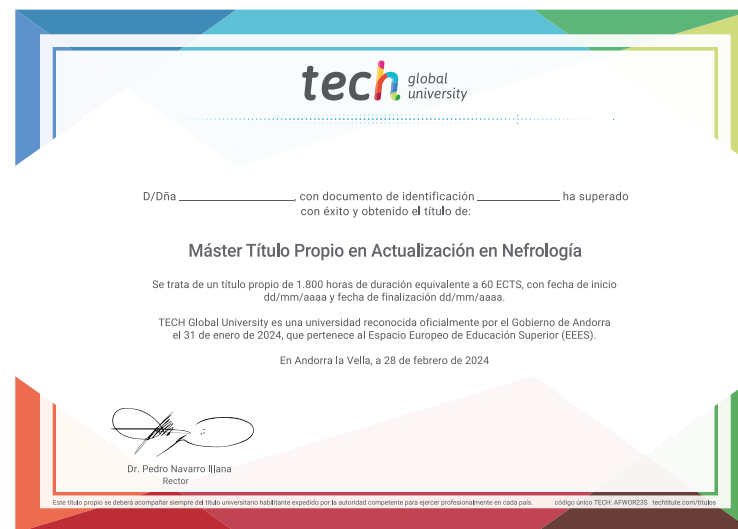 tech global university
D/Dña ____________________, con documento de identificación ______________ ha superado
con éxito y obtenido el título de:
Máster Título Propio en Actualización en Nefrología
Se trata de un título propio de 1.800 horas de duración equivalente a 60 ECTS, con fecha de inicio
dd/mm/aaaa y fecha de finalización dd/mm/aaaa.
TECH Global University es una universidad reconocida oficialmente por el Gobierno de Andorra
el 31 de enero de 2024, que pertenece al Espacio Europeo de Educación Superior (EEES).
En Andorra la Vella, a 28 de febrero de 2024
Dr. Pedro Navarro Illana
Rector
Este título propio se deberá acompañar siempre del título universitario habilitante expedido por la autoridad competente para ejercer profesionalmente en cada país. código único TECH: AFWOR23S techtitute.com/titulos